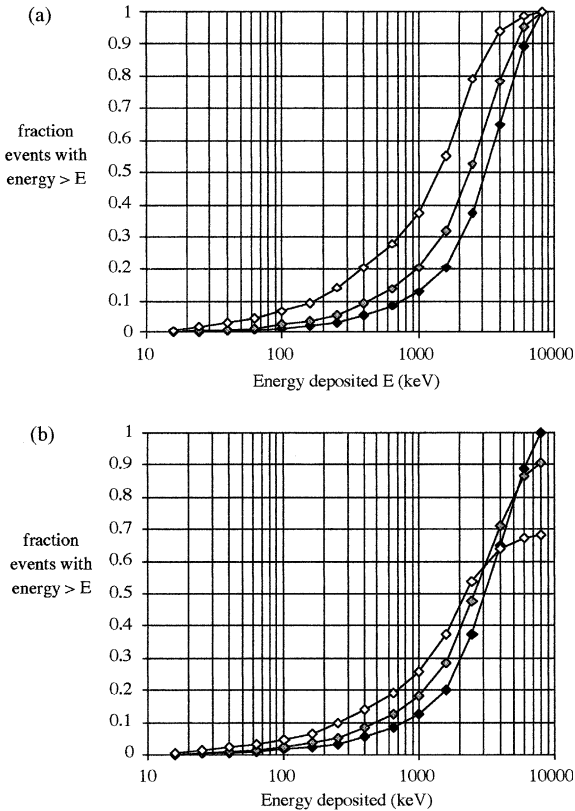 (a)
1
0.9
0.8
0.7
fraction
0.6
events with
0.5
energy > E
0.4
0.3
0.2
0.1
0
10 100 1000 10000
Energy deposited E (keV)
(b)
1
0.9
0.8
0.7
fraction
0.6
events with
0.5
energy > E
0.4
0.3
0.2
0.1
0
10 100 1000 10000
Energy deposited (keV)